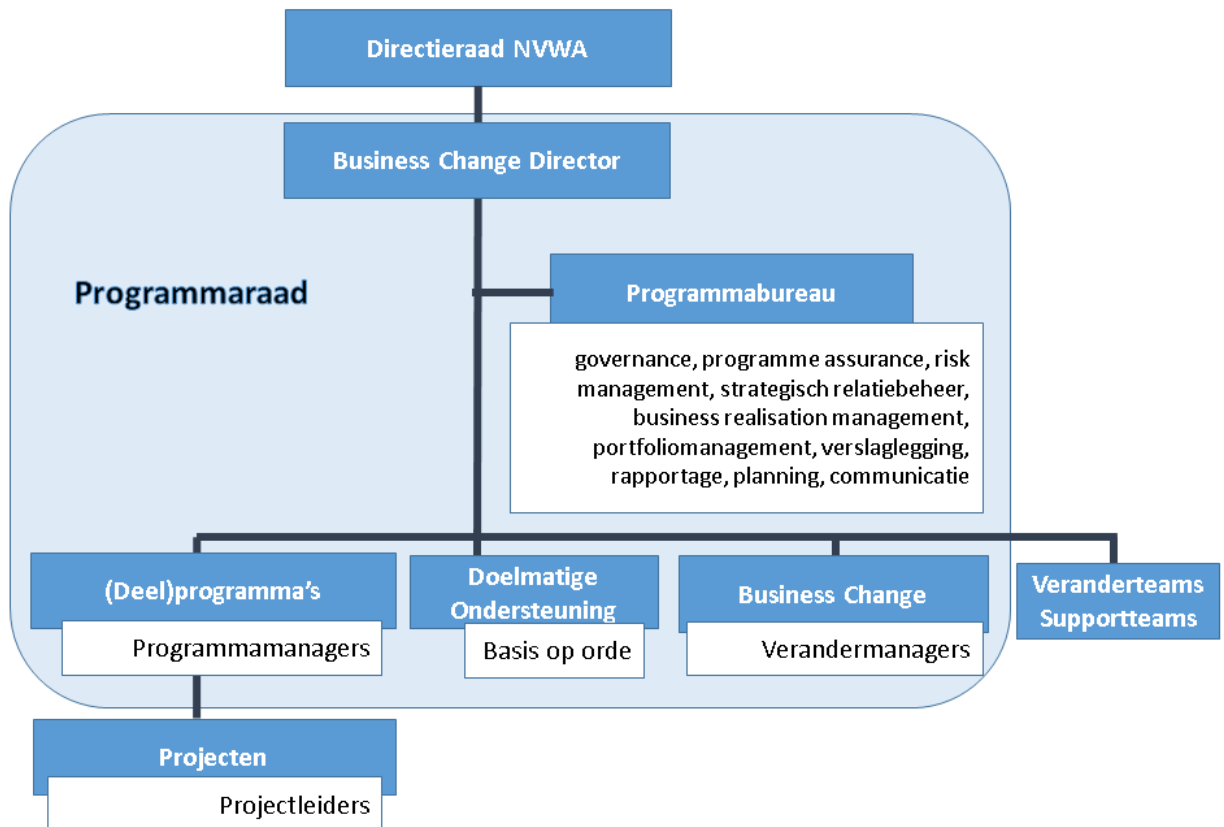 Directieraad NVWA
Business Change Director
Programmaraad
Programmabureau
governance, programme assurance, risk
management, strategisch relatiebeheer,
business realisation management,
portfoliomanagement, verslaglegging,
rapportage, planning, communicatie
(Deel)programma's
Programmamanagers
Doelmatige
Ondersteuning
Basis op orde
Business Change
Verandermanagers
Veranderteams
Supportteams
Projecten
Projectleiders